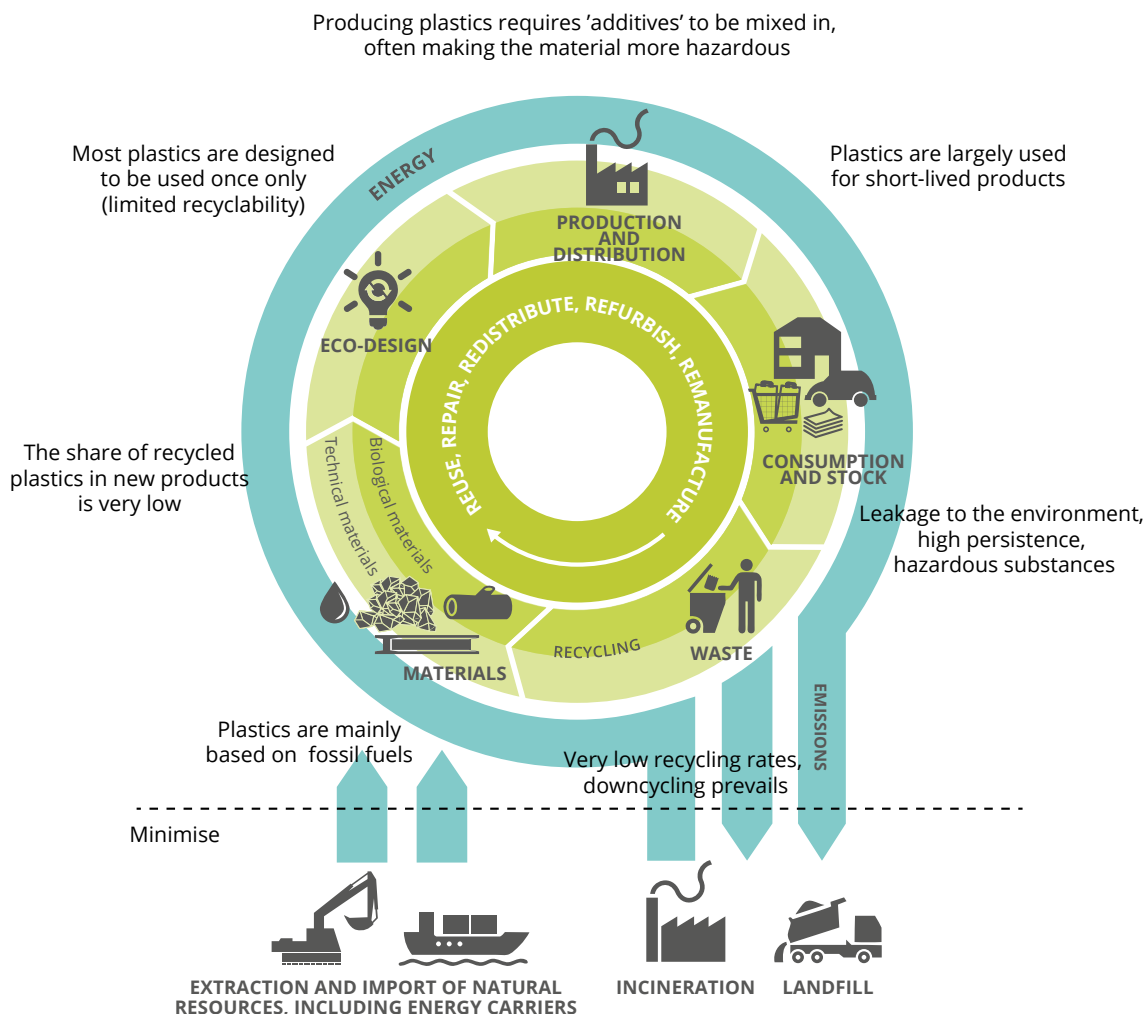 Producing plastics requires ’additives’ to be mixed in,
often making the material more hazardous
Most plastics are designed
to be used once only
(limited recyclability)
ENERGY
Plastics are largely used
for short-lived products
PRODUCTION
AND
DISTRIBUTION
ECO-DESIGN
REUSE, REPAIR, REDISTRIBUTE, REFURBISH, REMANUFACTURE
The share of recycled
plastics in new products
is very low
Technical materials
Biological materials
CONSUMPTION
AND STOCK
Leakage to the environment,
high persistence,
hazardous substances
RECYCLING
WASTE
MATERIALS
EMISSIONS
Plastics are mainly
based on fossil fuels
Very low recycling rates,
downcycling prevails
Minimise
EXTRACTION AND IMPORT OF NATURAL
RESOURCES, INCLUDING ENERGY CARRIERS
INCINERATION
LANDFILL